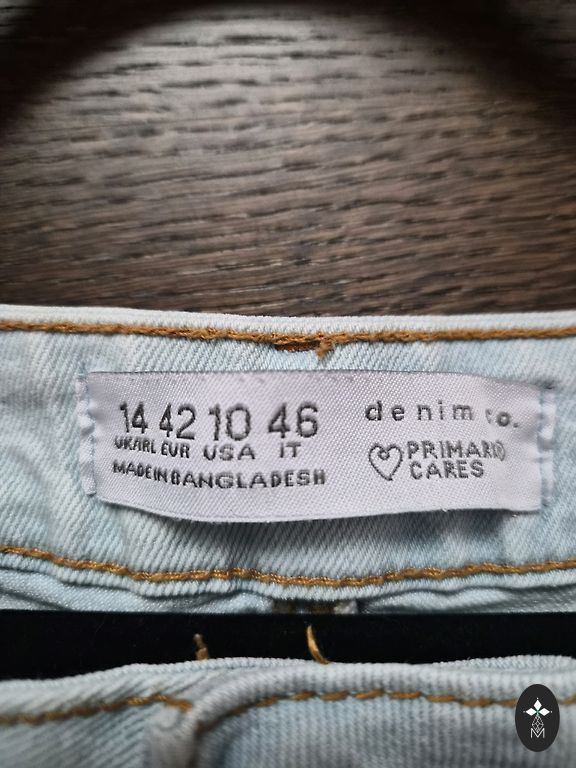 14 42 10 46
UK/IRL EUR USA IT
MADE IN BANGLADESH
denim co.
PRIMARK
CARES
M